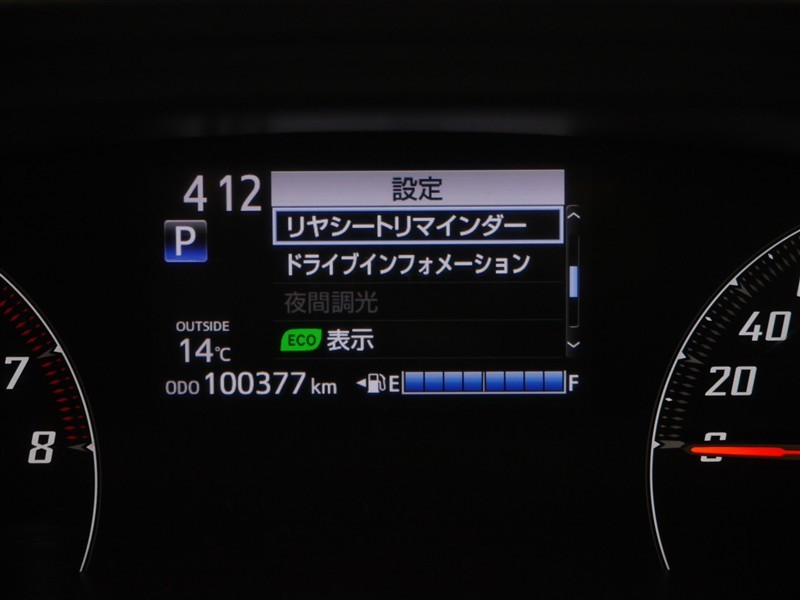 4 12
設定
P
リヤシートリマインダー
ドライブインフォメーション
夜間調光
ECO 表示
OUTSIDE
14℃
ODO 100377 km
E F
7
8
40
20
0